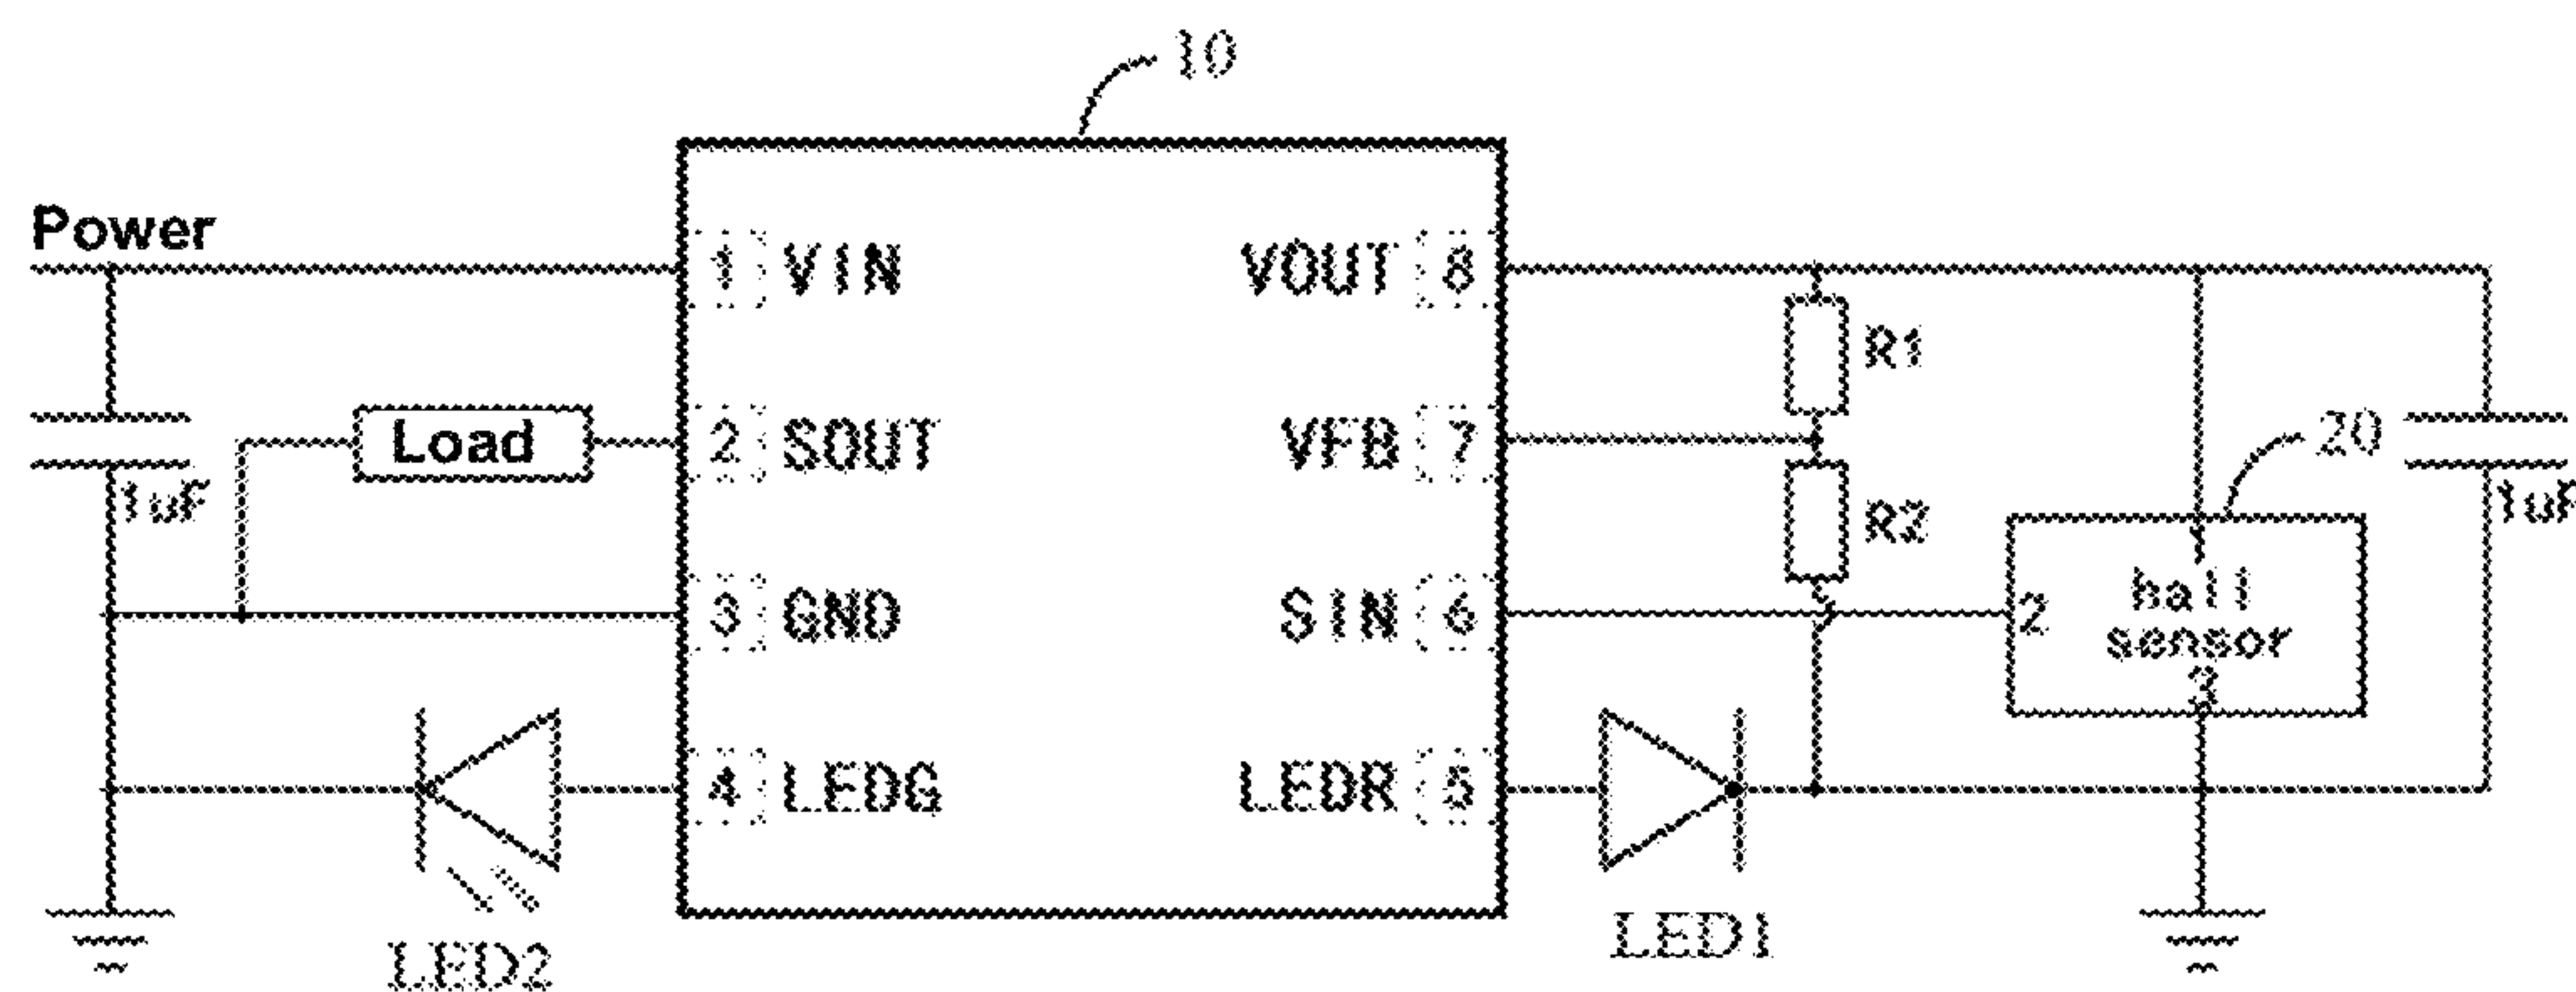 10
Power
1 VIN
VOUT 8
R1
Load
2 SOUT
VFB 7
20
1uF
R2
1uF
3 GND
SIN 6
2
1
hall
sensor
3
4 LEDG
LEDR 5
LED2
LED1